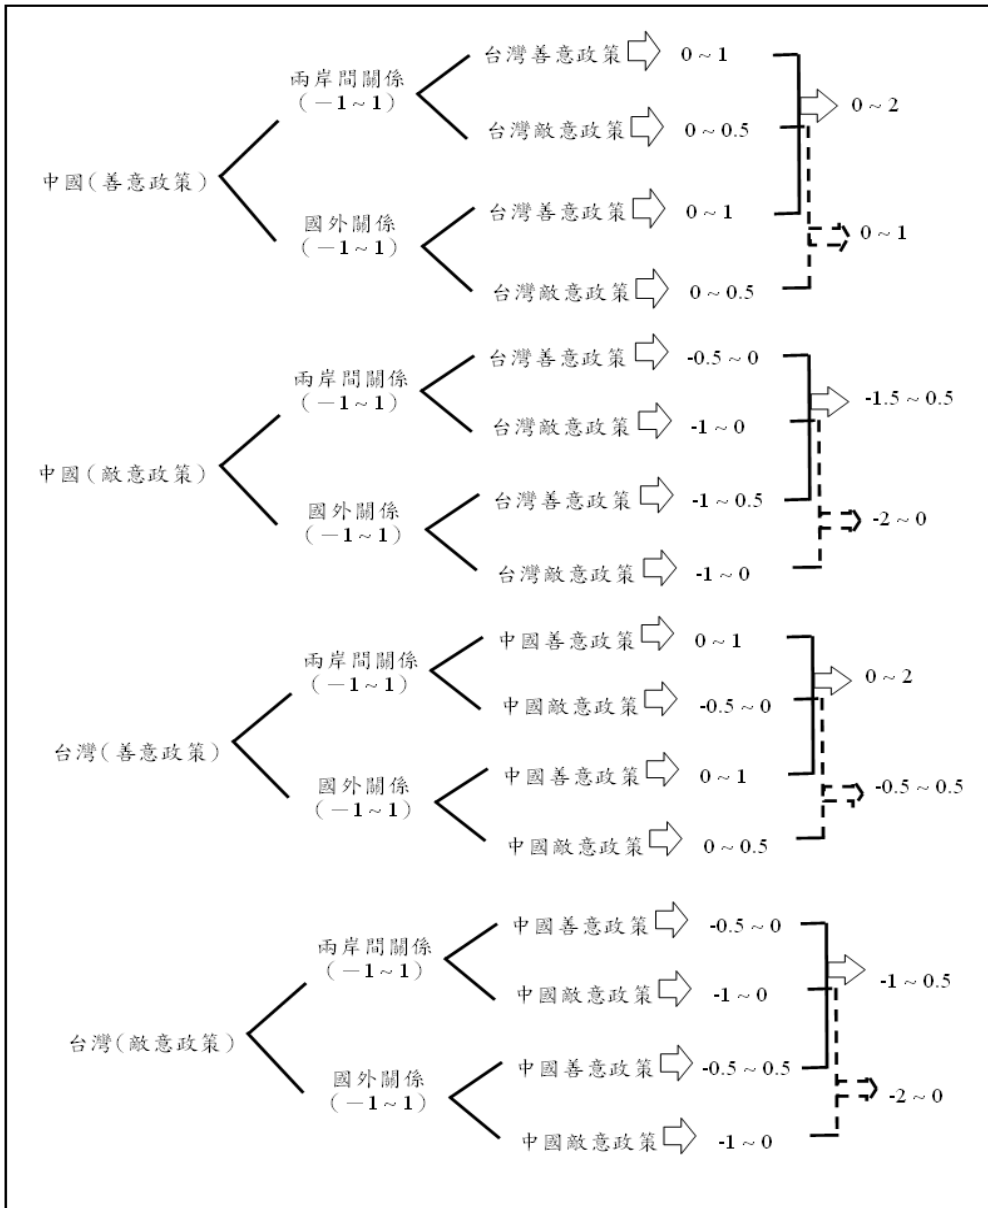 台灣善意政策 0 ~ 1
兩岸間關係
(－1 ~ 1)
0 ~ 2
台灣敵意政策 0 ~ 0.5
中國(善意政策)
台灣善意政策 0 ~ 1
國外關係
(－1 ~ 1)
0 ~ 1
台灣敵意政策 0 ~ 0.5
台灣善意政策 -0.5 ~ 0
兩岸間關係
(－1 ~ 1)
-1.5 ~ 0.5
台灣敵意政策 -1 ~ 0
中國(敵意政策)
台灣善意政策 -1 ~ 0.5
國外關係
(－1 ~ 1)
-2 ~ 0
台灣敵意政策 -1 ~ 0
中國善意政策 0 ~ 1
兩岸間關係
(－1 ~ 1)
0 ~ 2
中國敵意政策 -0.5 ~ 0
台灣(善意政策)
中國善意政策 0 ~ 1
國外關係
(－1 ~ 1)
-0.5 ~ 0.5
中國敵意政策 0 ~ 0.5
中國善意政策 -0.5 ~ 0
兩岸間關係
(－1 ~ 1)
-1 ~ 0.5
中國敵意政策 -1 ~ 0
台灣(敵意政策)
中國善意政策 -0.5 ~ 0.5
國外關係
(－1 ~ 1)
-2 ~ 0
中國敵意政策 -1 ~ 0